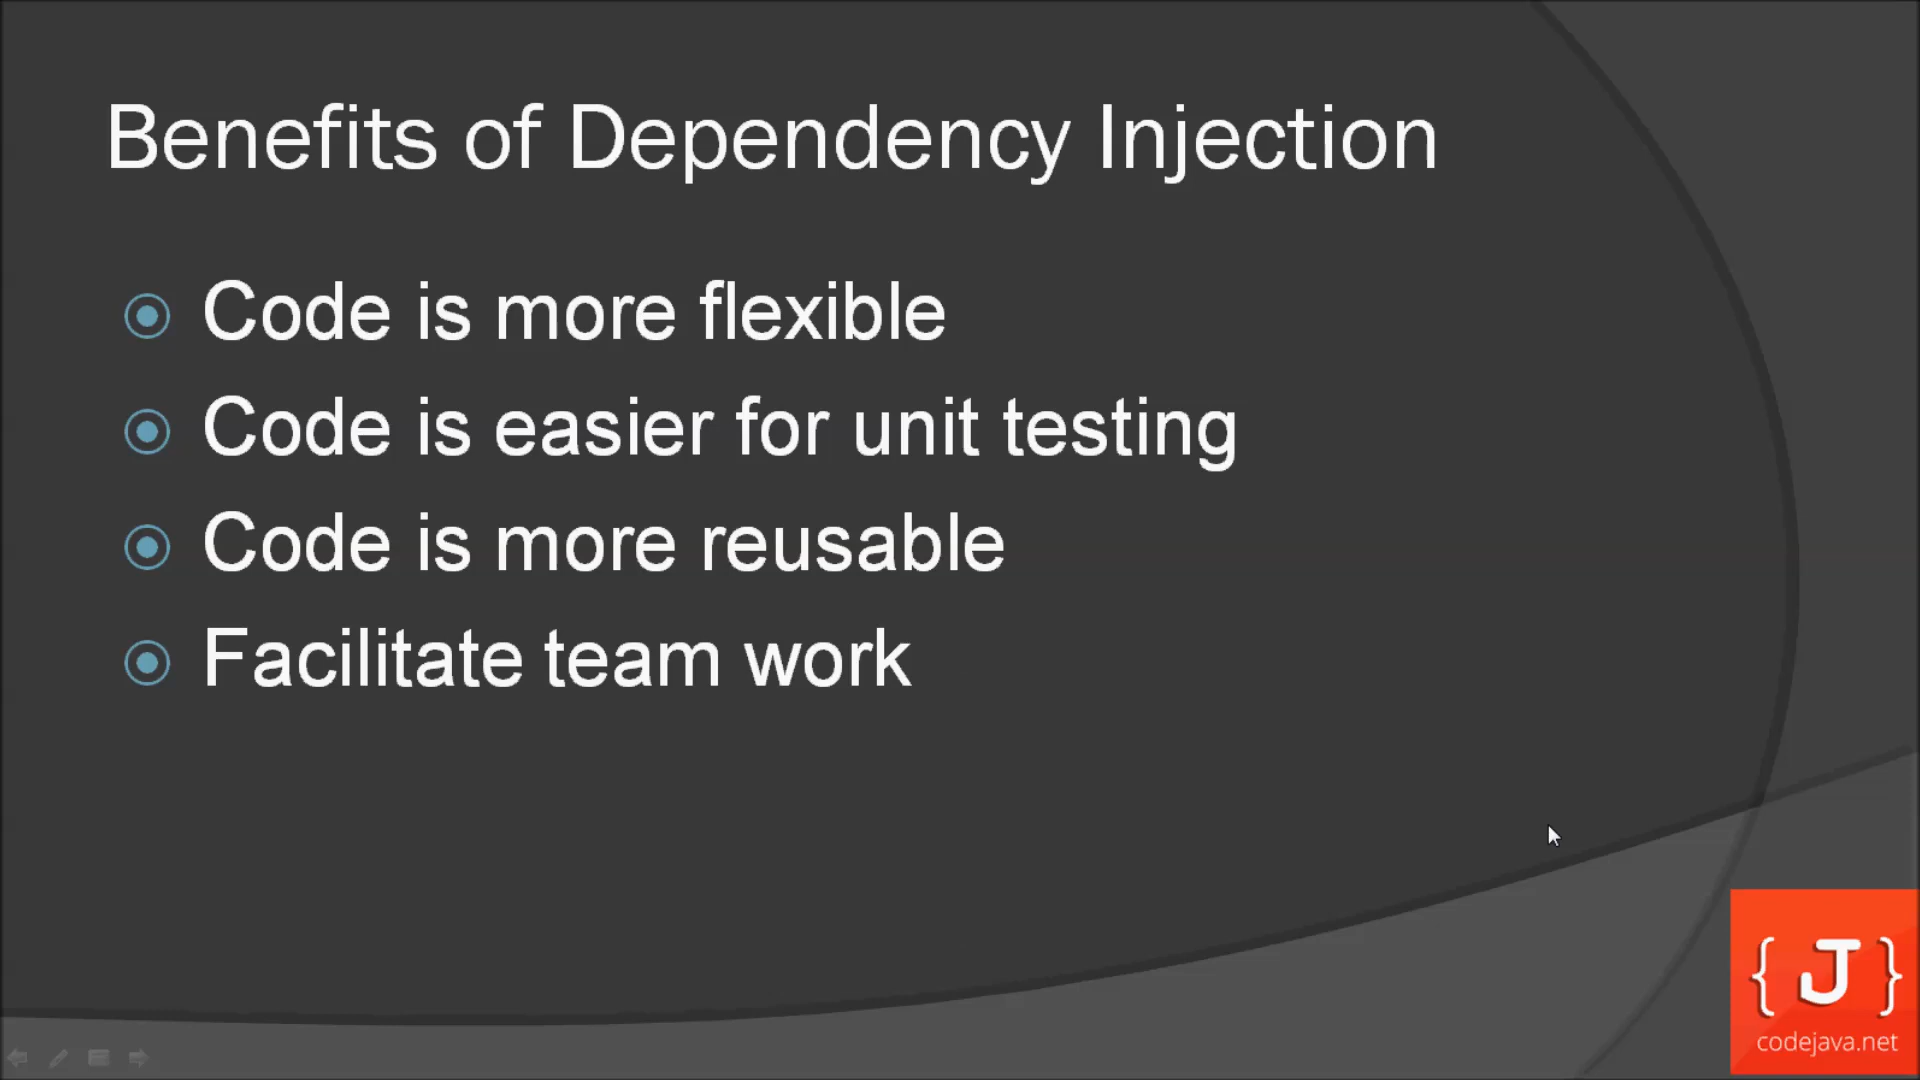 Benefits of Dependency Injection
Code is more flexible
Code is easier for unit testing
Code is more reusable
Facilitate team work
{ J }
codejava.net